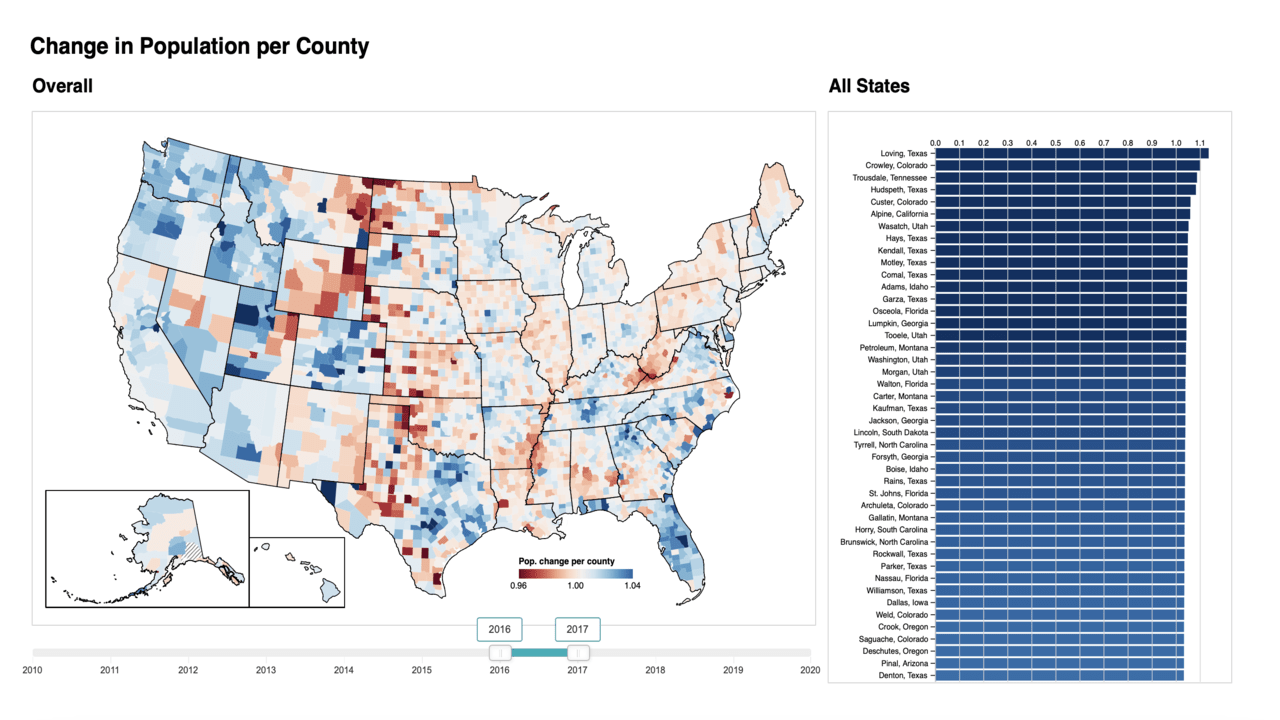 Change in Population per County
Overall
All States
0.0 0.1 0.2 0.3 0.4 0.5 0.6 0.7 0.8 0.9 1.0 1.1
Loving, Texas
Crowley, Colorado
Trousdale, Tennessee
Hudspeth, Texas
Custer, Colorado
Alpine, California
Wasatch, Utah
Hays, Texas
Kendall, Texas
Motley, Texas
Comal, Texas
Adams, Idaho
Garza, Texas
Osceola, Florida
Lumpkin, Georgia
Tooele, Utah
Petroleum, Montana
Washington, Utah
Morgan, Utah
Walton, Florida
Carter, Montana
Kaufman, Texas
Jackson, Georgia
Lincoln, South Dakota
Tyrrell, North Carolina
Forsyth, Georgia
Boise, Idaho
Rains, Texas
St. Johns, Florida
Archuleta, Colorado
Gallatin, Montana
Horry, South Carolina
Brunswick, North Carolina
Rockwall, Texas
Parker, Texas
Nassau, Florida
Williamson, Texas
Dallas, Iowa
Weld, Colorado
Crook, Oregon
Saguache, Colorado
Deschutes, Oregon
Pinal, Arizona
Denton, Texas
Pop. change per county
0.96 1.00 1.04
2016 2017
2010 2011 2012 2013 2014 2015 2016 2017 2018 2019 2020